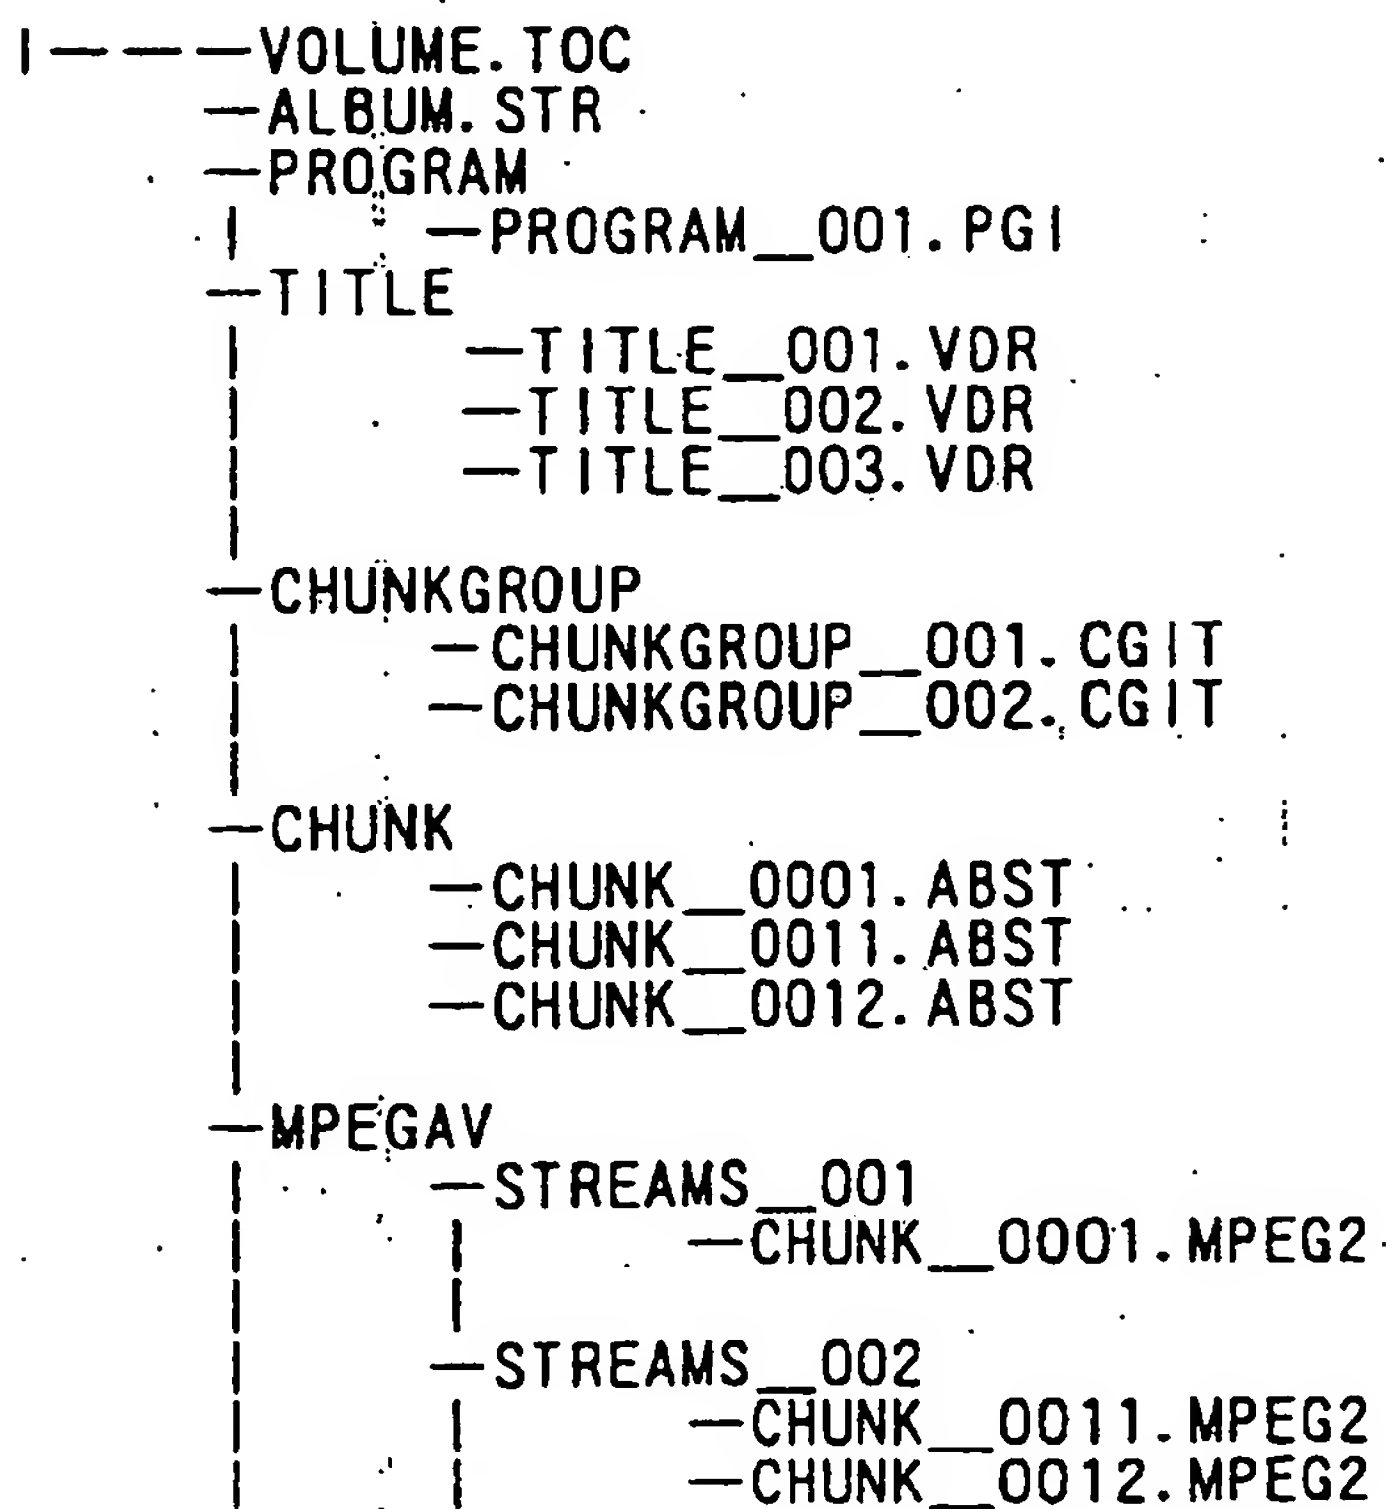 |----VOLUME.TOC
—ALBUM.STR
—PROGRAM
—PROGRAM__001.PGI
—TITLE
—TITLE__001.VDR
—TITLE__002.VDR
—TITLE__003.VDR
—CHUNKGROUP
—CHUNKGROUP__001.CGIT
—CHUNKGROUP__002.CGIT
—CHUNK
—CHUNK__0001.ABST
—CHUNK__0011.ABST
—CHUNK__0012.ABST
—MPEGAV
—STREAMS__001
—CHUNK__0001.MPEG2
—STREAMS__002
—CHUNK__0011.MPEG2
—CHUNK__0012.MPEG2